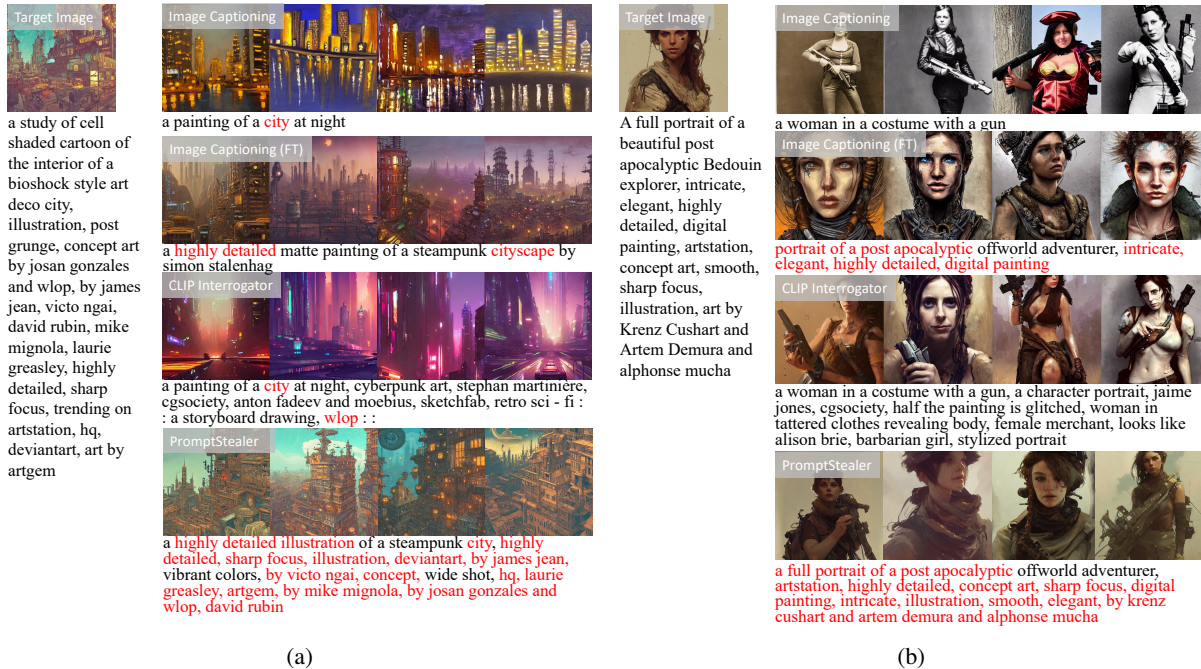 Target Image
a study of cell
shaded cartoon of
the interior of a
bioshock style art
deco city,
illustration, post
grunge, concept art
by josan gonzales
and wlop, by james
jean, victo ngai,
david rubin, mike
mignola, laurie
greasley, highly
detailed, sharp
focus, trending on
artstation, hq,
deviantart, art by
artgem
Image Captioning
a painting of a city at night
Image Captioning (FT)
a highly detailed matte painting of a steampunk cityscape by
simon stalenhag
CLIP Interrogator
a painting of a city at night, cyberpunk art, stephan martinière,
cgsociety, anton fadeev and moebius, sketchfab, retro sci - fi :
: a storyboard drawing, wlop : :
PromptStealer
a highly detailed illustration of a steampunk city, highly
detailed, sharp focus, illustration, deviantart, by james jean,
vibrant colors, by victo ngai, concept, wide shot, hq, laurie
greasley, artgem, by mike mignola, by josan gonzales and
wlop, david rubin
(a)
Target Image
A full portrait of a
beautiful post
apocalyptic Bedouin
explorer, intricate,
elegant, highly
detailed, digital
painting, artstation,
concept art, smooth,
sharp focus,
illustration, art by
Krenz Cushart and
Artem Demura and
alphonse mucha
Image Captioning
a woman in a costume with a gun
Image Captioning (FT)
portrait of a post apocalyptic offworld adventurer, intricate,
elegant, highly detailed, digital painting
CLIP Interrogator
a woman in a costume with a gun, a character portrait, jaime
jones, cgsociety, half the painting is glitched, woman in
tattered clothes revealing body, female merchant, looks like
alison brie, barbarian girl, stylized portrait
PromptStealer
a full portrait of a post apocalyptic offworld adventurer,
artstation, highly detailed, concept art, sharp focus, digital
painting, intricate, illustration, smooth, elegant, by krenz
cushart and artem demura and alphonse mucha
(b)